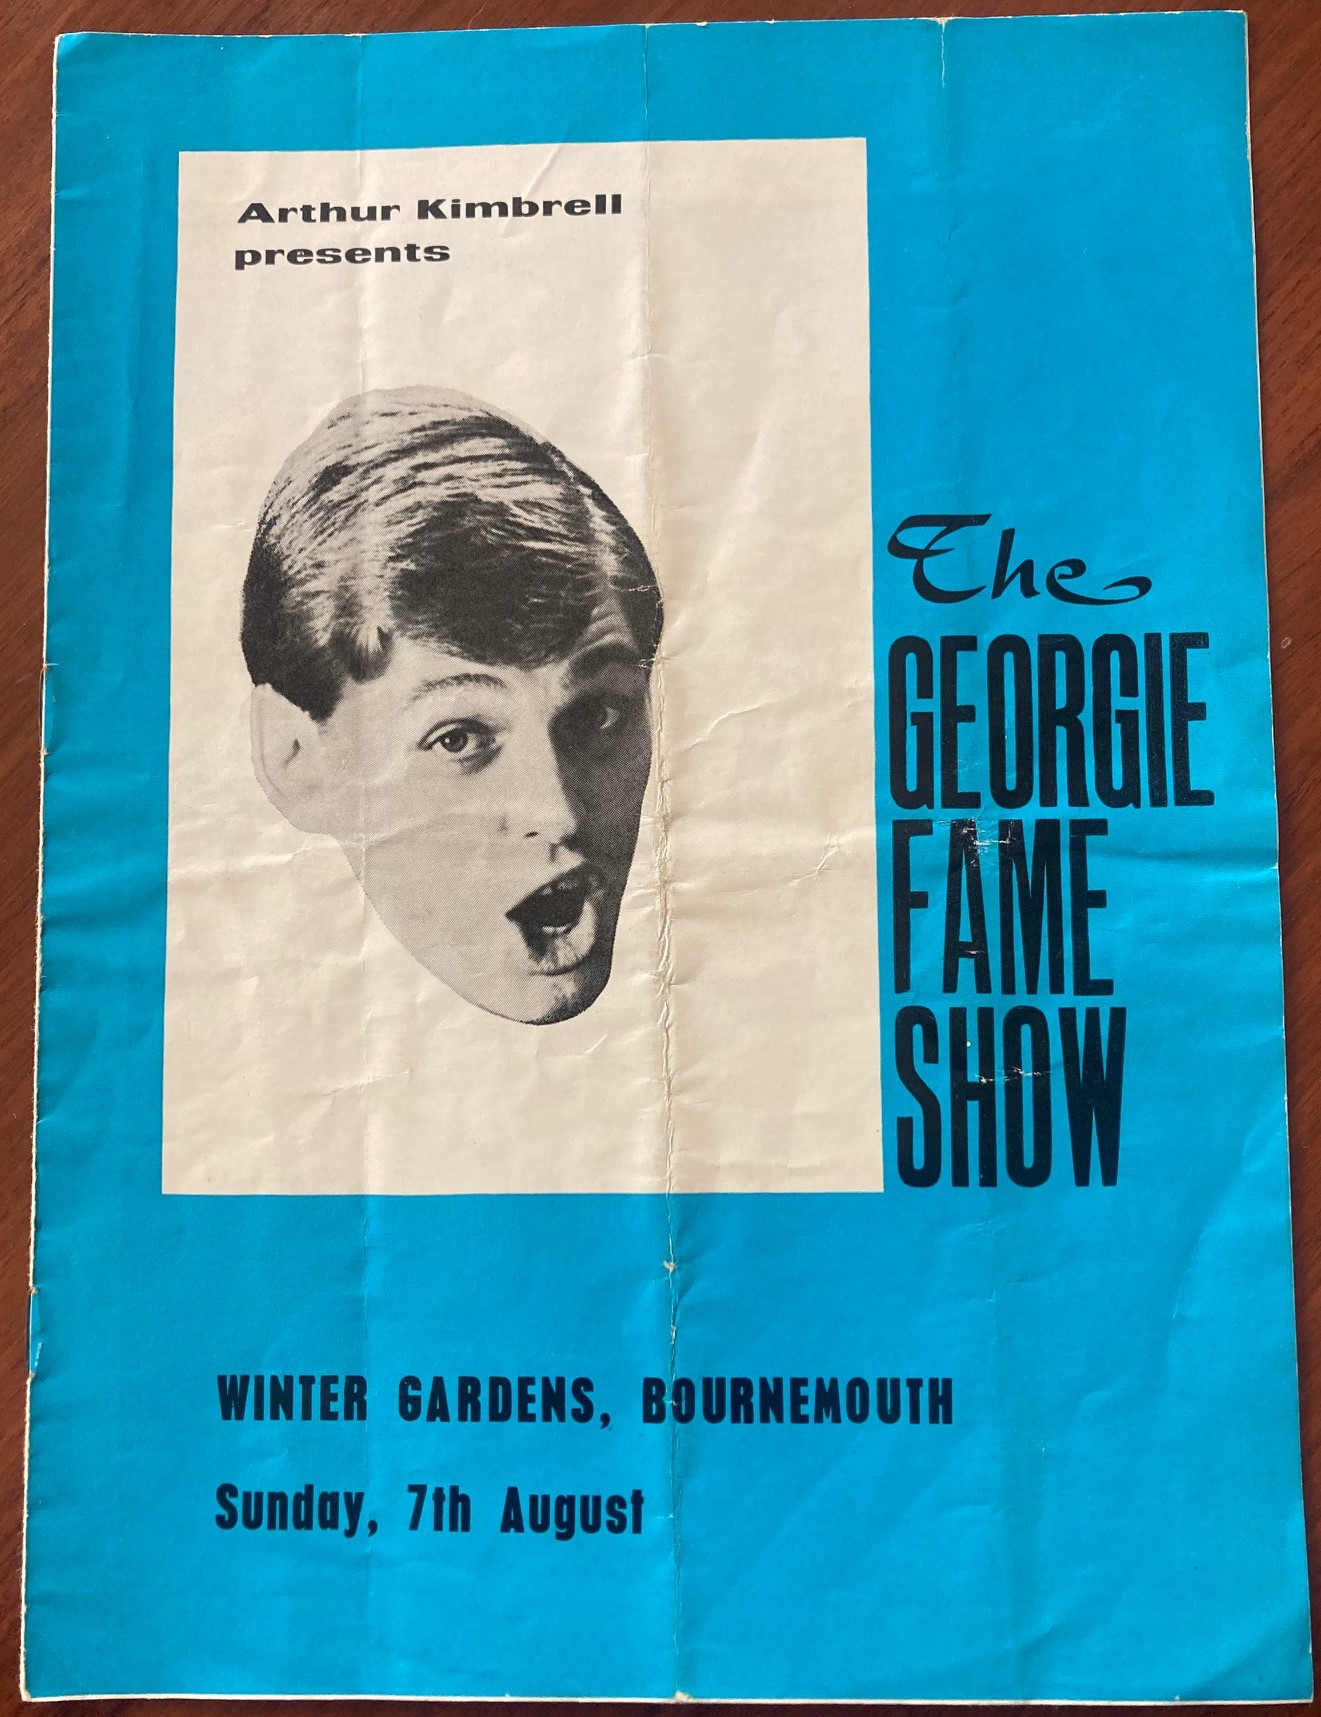 Arthur Kimbrell
presents
The
GEORGIE
FAME
SHOW
WINTER GARDENS, BOURNEMOUTH
Sunday, 7th August